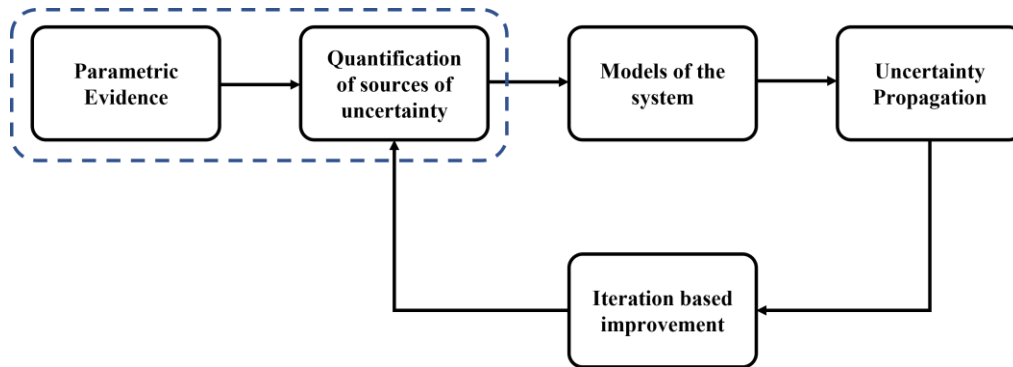 Parametric
Evidence
Quantification
of sources of
uncertainty
Models of the
system
Uncertainty
Propagation
Iteration based
improvement